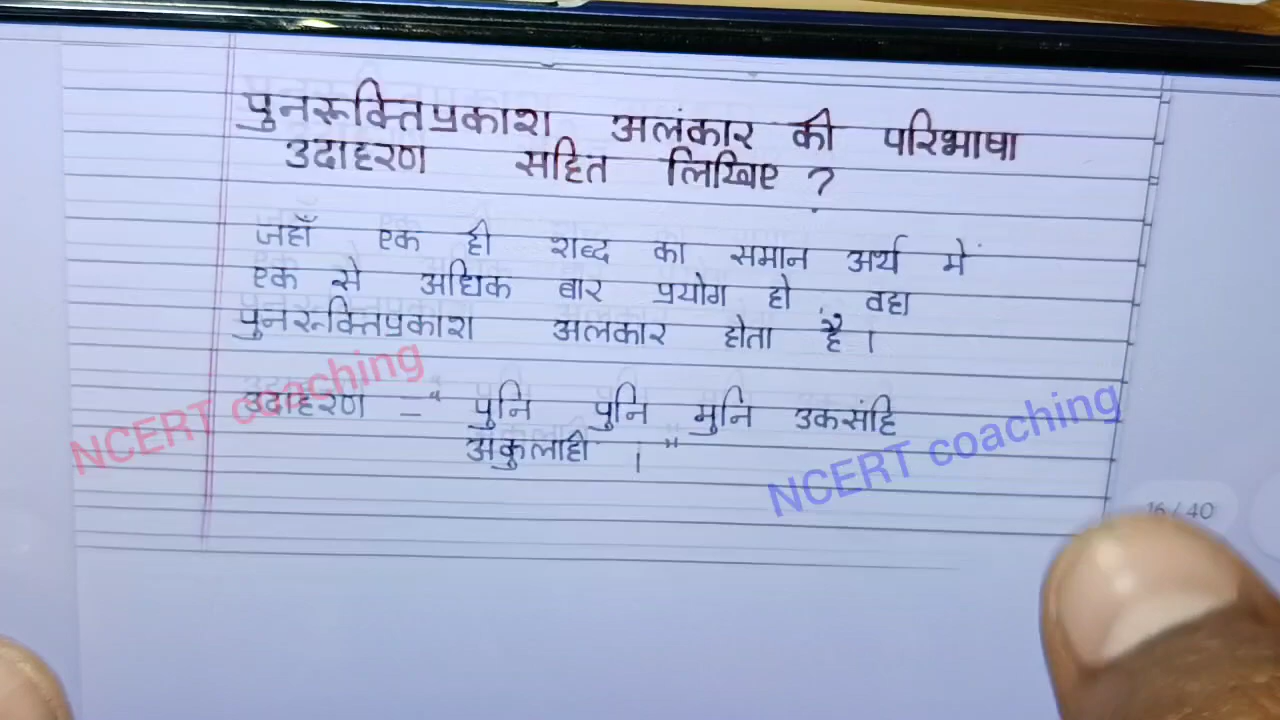 पुनरूक्तिप्रकाश अलंकार की परिभाषा
उदाहरण सहित लिखिए ?
जहाँ एक ही शब्द का समान अर्थ में
एक से अधिक बार प्रयोग हो, वहा
पुनरूक्तिप्रकाश अलंकार होता है।
उदाहरण – “ पुनि पुनि मुनि उकसंहि
अकुलाही । ”
NCERT coaching
NCERT coaching
16 / 40